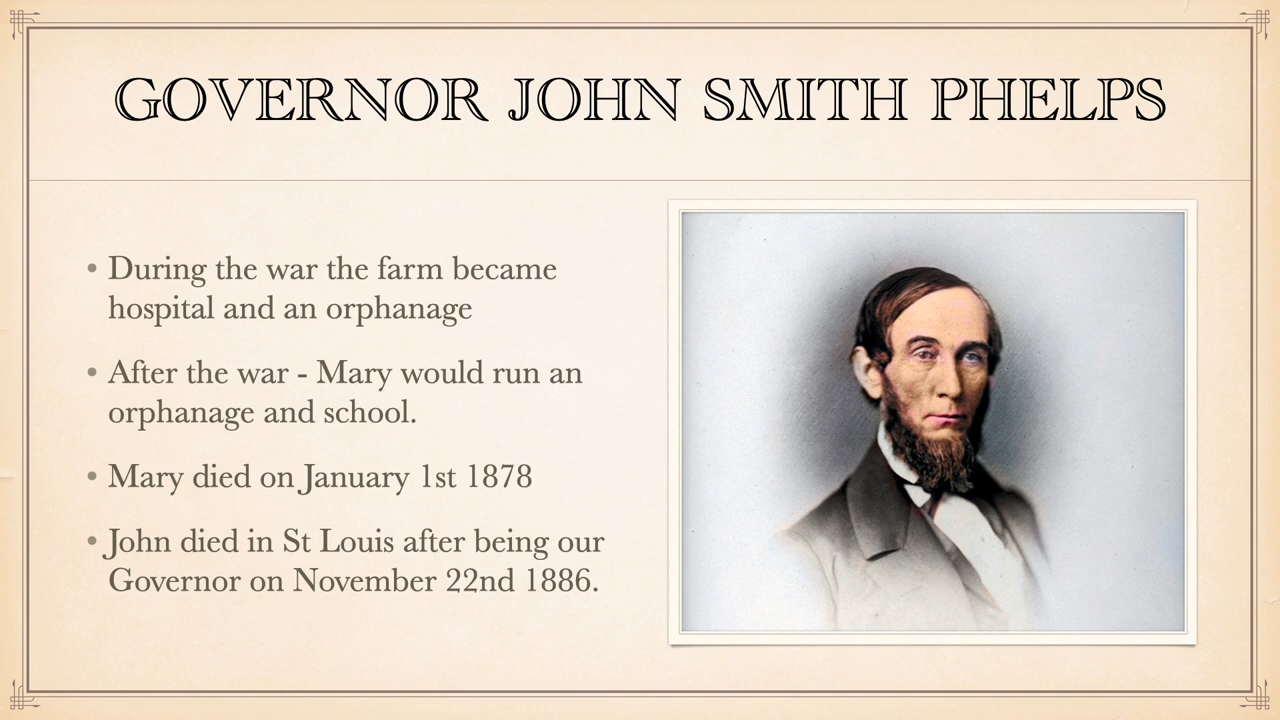 GOVERNOR JOHN SMITH PHELPS
• During the war the farm became
hospital and an orphanage
• After the war - Mary would run an
orphanage and school.
• Mary died on January 1st 1878
• John died in St Louis after being our
Governor on November 22nd 1886.